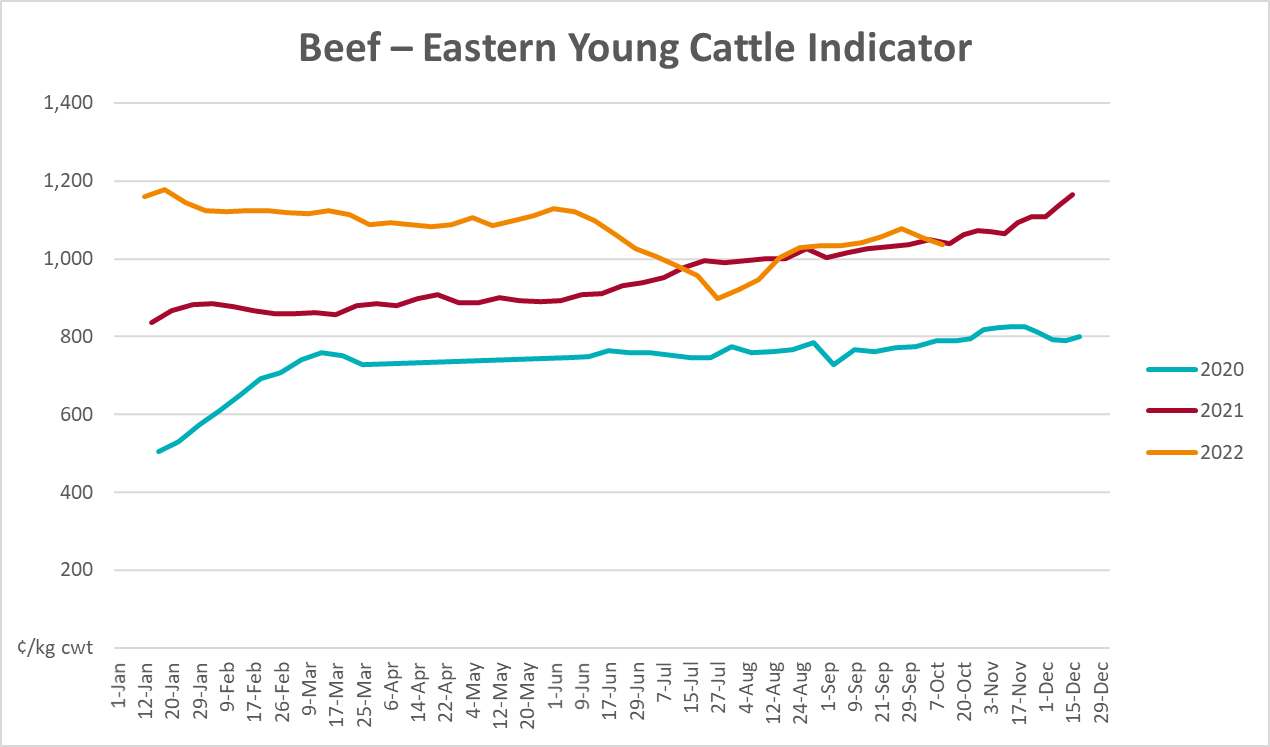 Beef – Eastern Young Cattle Indicator
1,400
1,200
1,000
800
600
400
200
¢/kg cwt
1-Jan
12-Jan
20-Jan
29-Jan
9-Feb
17-Feb
26-Feb
9-Mar
17-Mar
25-Mar
6-Apr
14-Apr
22-Apr
4-May
12-May
20-May
1-Jun
9-Jun
17-Jun
29-Jun
7-Jul
15-Jul
27-Jul
4-Aug
12-Aug
24-Aug
1-Sep
9-Sep
21-Sep
29-Sep
7-Oct
20-Oct
3-Nov
17-Nov
1-Dec
15-Dec
29-Dec
2020
2021
2022